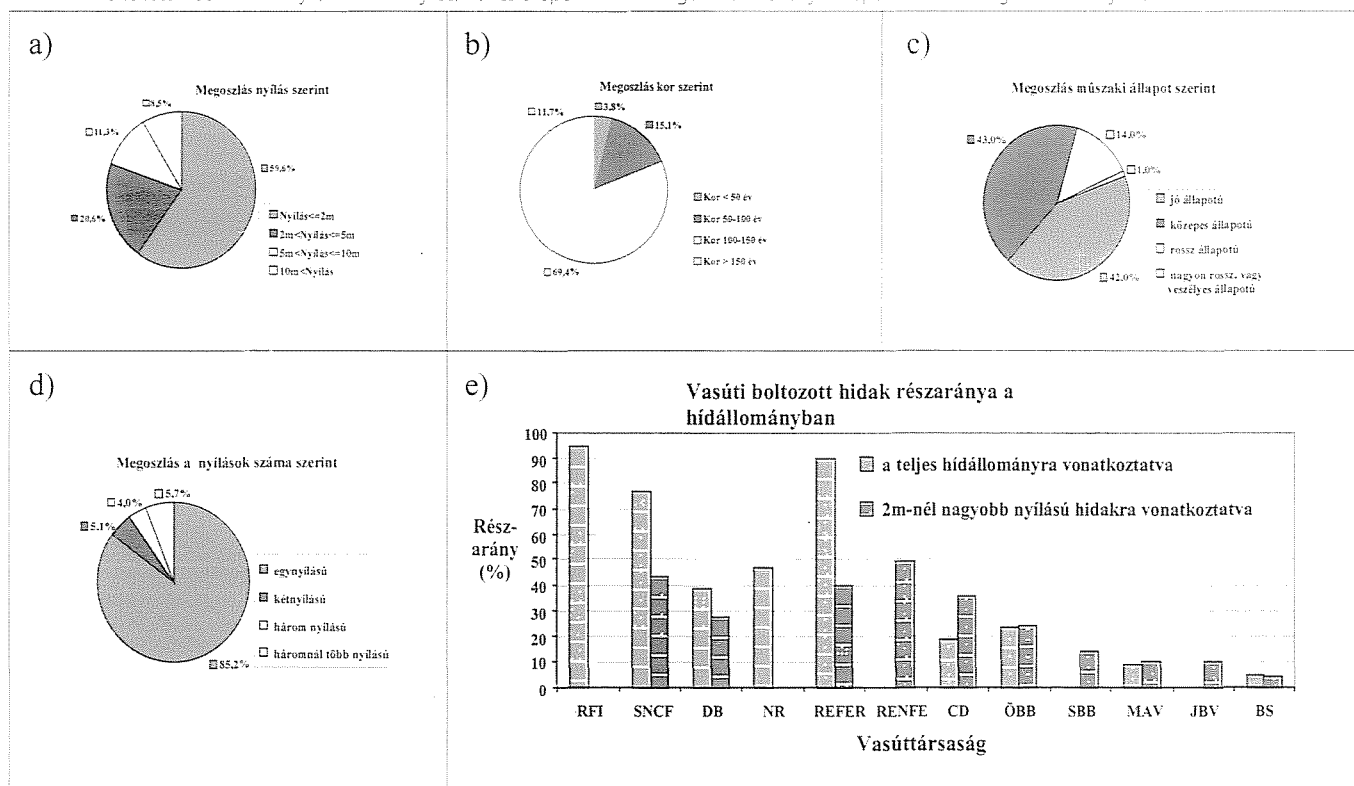 a)
Megoszlás nyílás szerint
8,5%
11,3%
59,6%
20,6%
Nyílás<=2m
2m<Nyílás<=5m
5m<Nyílás<=10m
10m<Nyílás
b)
Megoszlás kor szerint
11,7%
3,8%
15,1%
69,4%
Kor < 50 év
Kor 50-100 év
Kor 100-150 év
Kor > 150 év
c)
Megoszlás műszaki állapot szerint
43,0%
14,0%
1,0%
42,0%
jó állapotú
közepes állapotú
rossz állapotú
nagyon rossz, vagy
veszélyes állapotú
d)
Megoszlás a nyílások száma szerint
4,0%
5,7%
5,1%
85,2%
egynyílású
kétnyílású
három nyílású
háromnál több nyílású
e)
Vasúti boltozott hidak részaránya a
hídállományban
Rész-
arány
(%)
100
90
80
70
60
50
40
30
20
10
0
a teljes hídállományra vonatkoztatva
2m-nél nagyobb nyílású hidakra vonatkoztatva
RFI SNCF DB NR REFER RENFE CD ÖBB SBB MAV JBV BS
Vasúttársaság